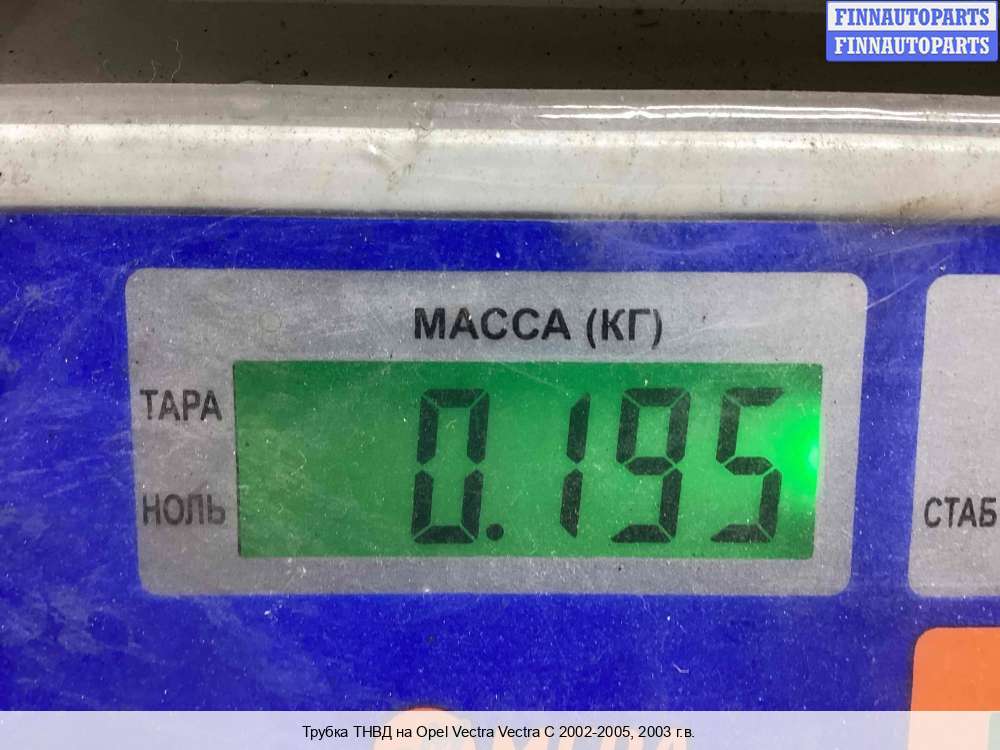 FINNAUTOPARTS
FINNAUTOPARTS
МАССА (КГ)
ТАРА
0.195
НОЛЬ
СТАБ
Трубка ТНВД на Opel Vectra Vectra C 2002-2005, 2003 г.в.